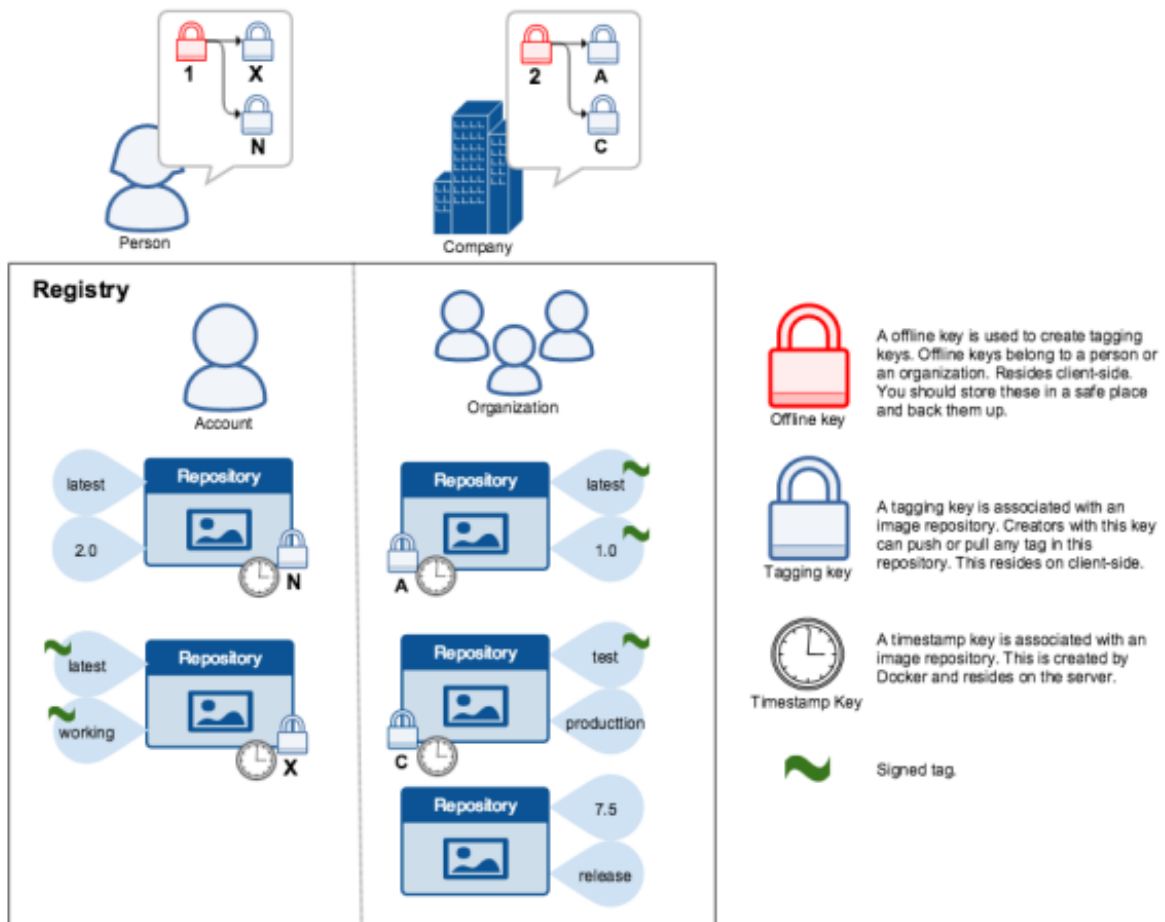 1
X
N
2
A
C
Person
Company
Registry
Account
Organization
latest
Repository
2.0
N
Repository
latest
1.0
A
latest
Repository
working
X
Repository
test
producttion
C
Repository
7.5
release
A offline key is used to create tagging
keys. Offline keys belong to a person or
an organization. Resides client-side.
You should store these in a safe place
and back them up.
Offline key
A tagging key is associated with an
image repository. Creators with this key
can push or pull any tag in this
repository. This resides on client-side.
Tagging key
A timestamp key is associated with an
image repository. This is created by
Docker and resides on the server.
Timestamp Key
Signed tag.